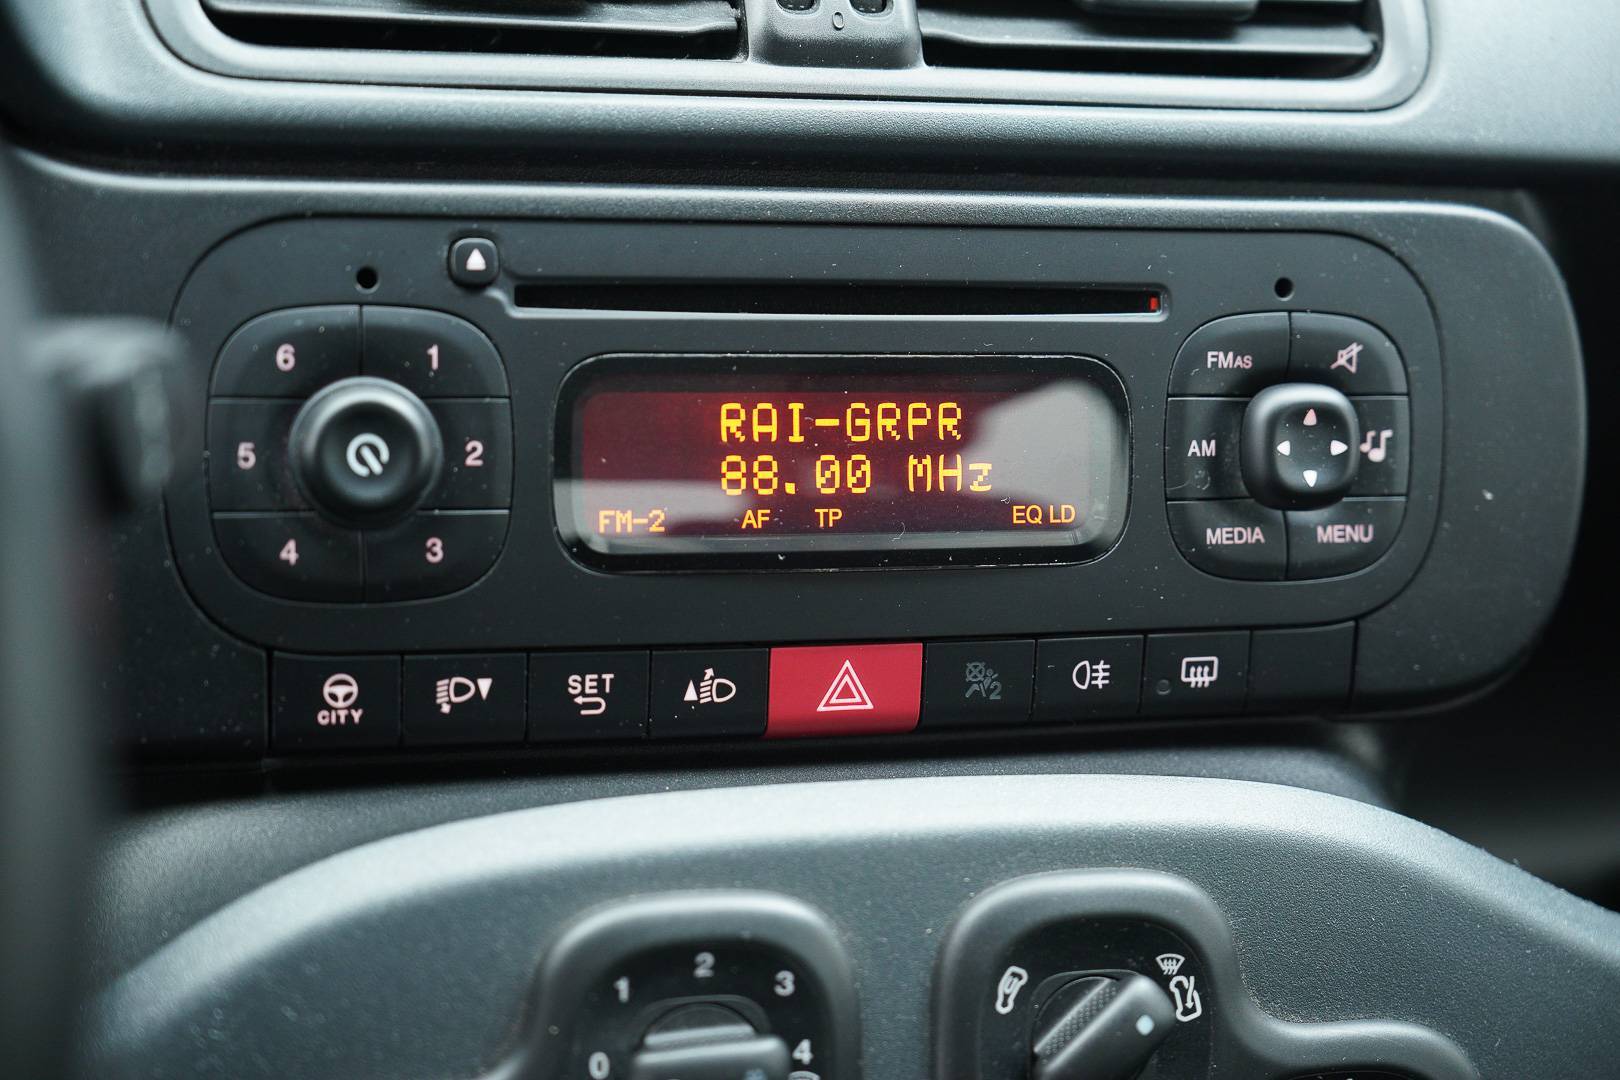 6 1
5 2
4 3
RAI-GRPR
88.00 MHz
FM-2 AF TP EQ LD
FMAS
AM
MEDIA MENU
CITY
SET
2
0 1 2 3 4
0